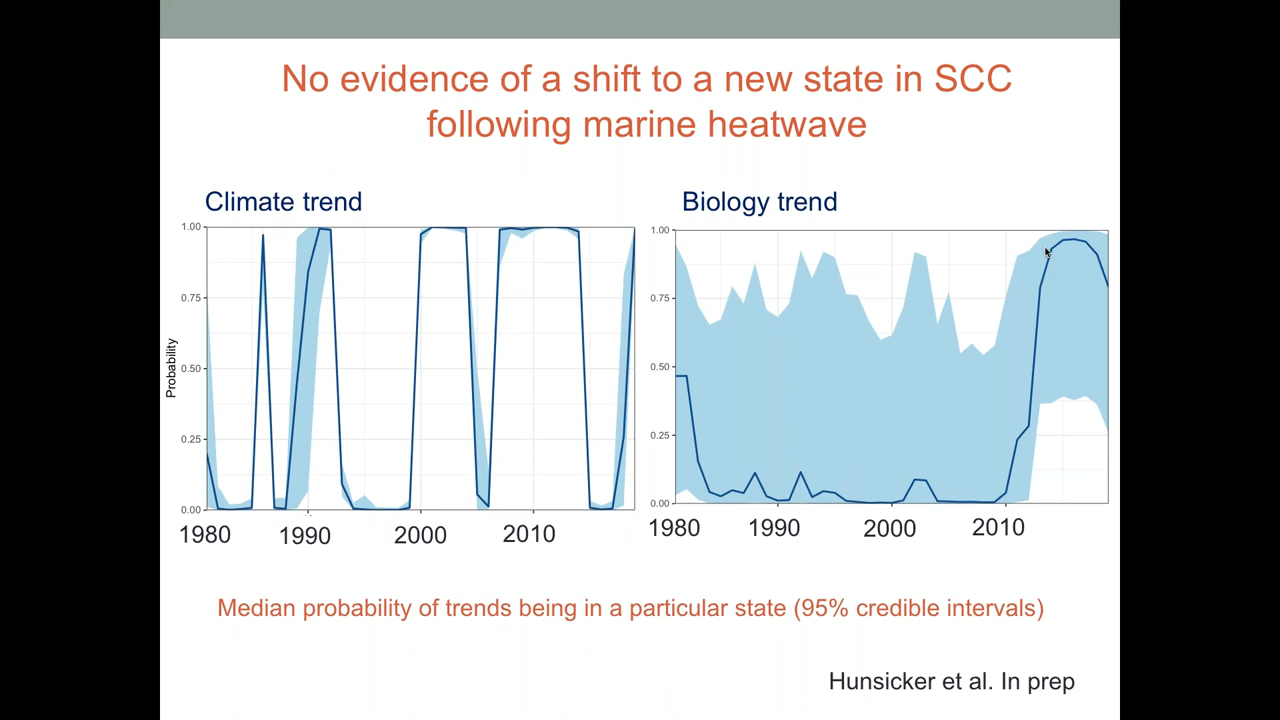 No evidence of a shift to a new state in SCC
following marine heatwave
Climate trend
Probability
1.00
0.75
0.50
0.25
0.00
1980
1990
2000
2010
Biology trend
1.00
0.75
0.50
0.25
0.00
1980
1990
2000
2010
Median probability of trends being in a particular state (95% credible intervals)
Hunsicker et al. In prep